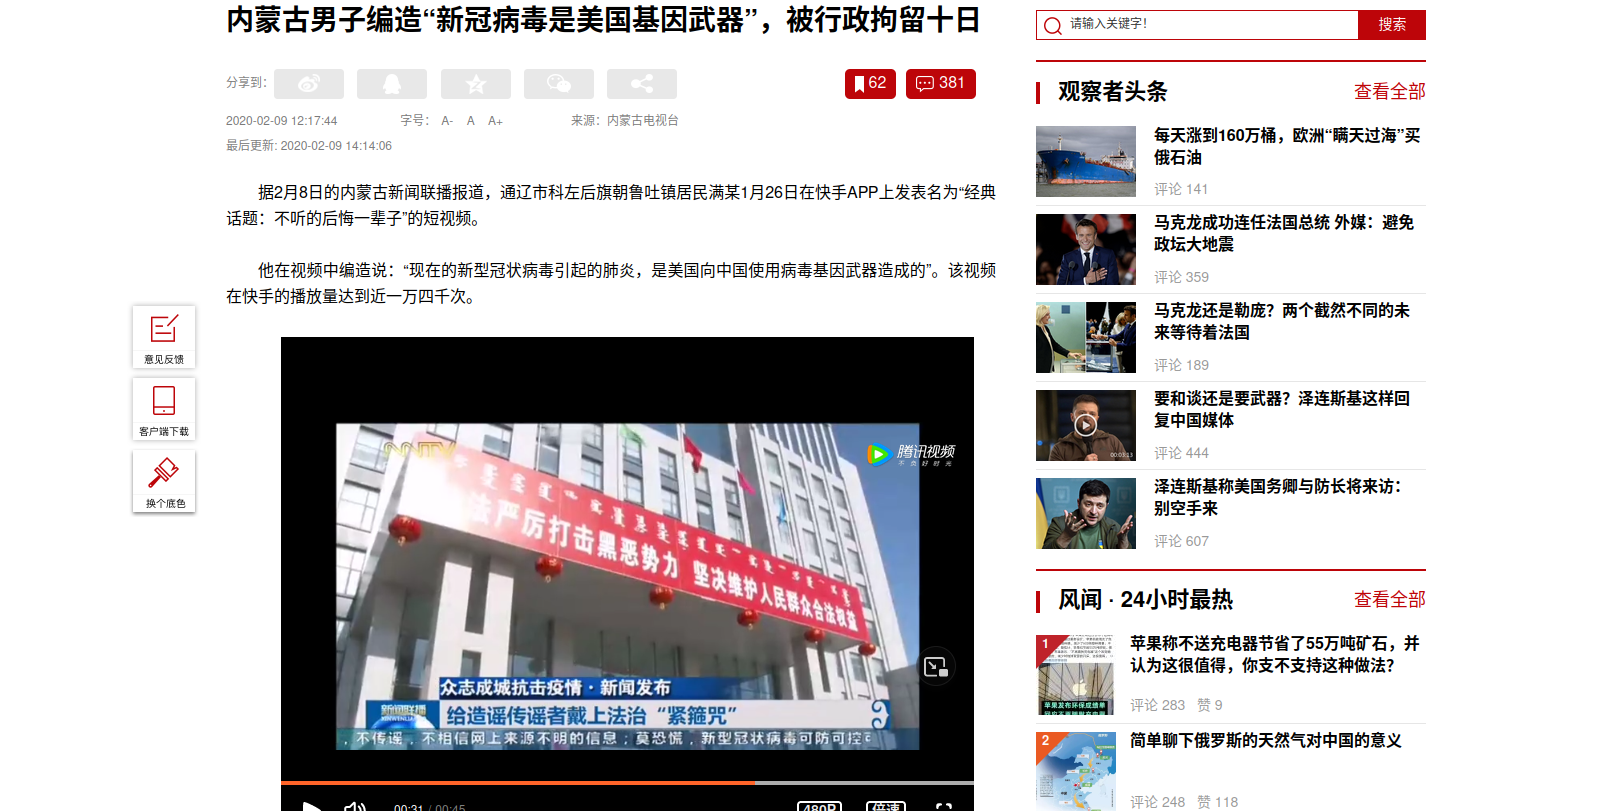 内蒙古男子编造“新冠病毒是美国基因武器”，被行政拘留十日
分享到：
62
381
2020-02-09 12:17:44
字号： A- A A+
来源：内蒙古电视台
最后更新: 2020-02-09 14:14:06
据2月8日的内蒙古新闻联播报道，通辽市科左后旗朝鲁吐镇居民满某1月26日在快手APP上发表名为“经典
话题：不听的后悔一辈子”的短视频。
他在视频中编造说：“现在的新型冠状病毒引起的肺炎，是美国向中国使用病毒基因武器造成的”。该视频
在快手的播放量达到近一万四千次。
意见反馈
客户端下载
换个底色
NMTV
腾讯视频
不负好时光
法严厉打击黑恶势力 坚决维护人民群众合法权益
众志成城抗击疫情·新闻发布
新闻联播
XINWENLIANBO
给造谣传谣者戴上法治“紧箍咒”
，不传谣，不相信网上来源不明的信息；莫恐慌，新型冠状病毒可防可控可
00:31 / 00:45
480P
倍速
请输入关键字！
搜索
观察者头条
查看全部
每天涨到160万桶，欧洲“瞒天过海”买
俄石油
评论 141
马克龙成功连任法国总统 外媒：避免
政坛大地震
评论 359
马克龙还是勒庞？两个截然不同的未
来等待着法国
评论 189
要和谈还是要武器？泽连斯基这样回
复中国媒体
00:03:13
评论 444
泽连斯基称美国务卿与防长将来访：
别空手来
评论 607
风闻 · 24小时最热
查看全部
1
苹果发布环保成绩单
苹果称不送充电器节省了55万吨矿石，并
认为这很值得，你支不支持这种做法？
评论 283 赞 9
2
简单聊下俄罗斯的天然气对中国的意义
评论 248 赞 118